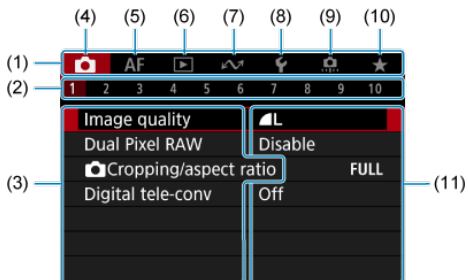 (4) (5) (6) (7) (8) (9) (10)
(1) AF
(2) 1 2 3 4 5 6 7 8 9 10
Image quality L
Dual Pixel RAW Disable
(3) Cropping/aspect ratio FULL (11)
Digital tele-conv Off